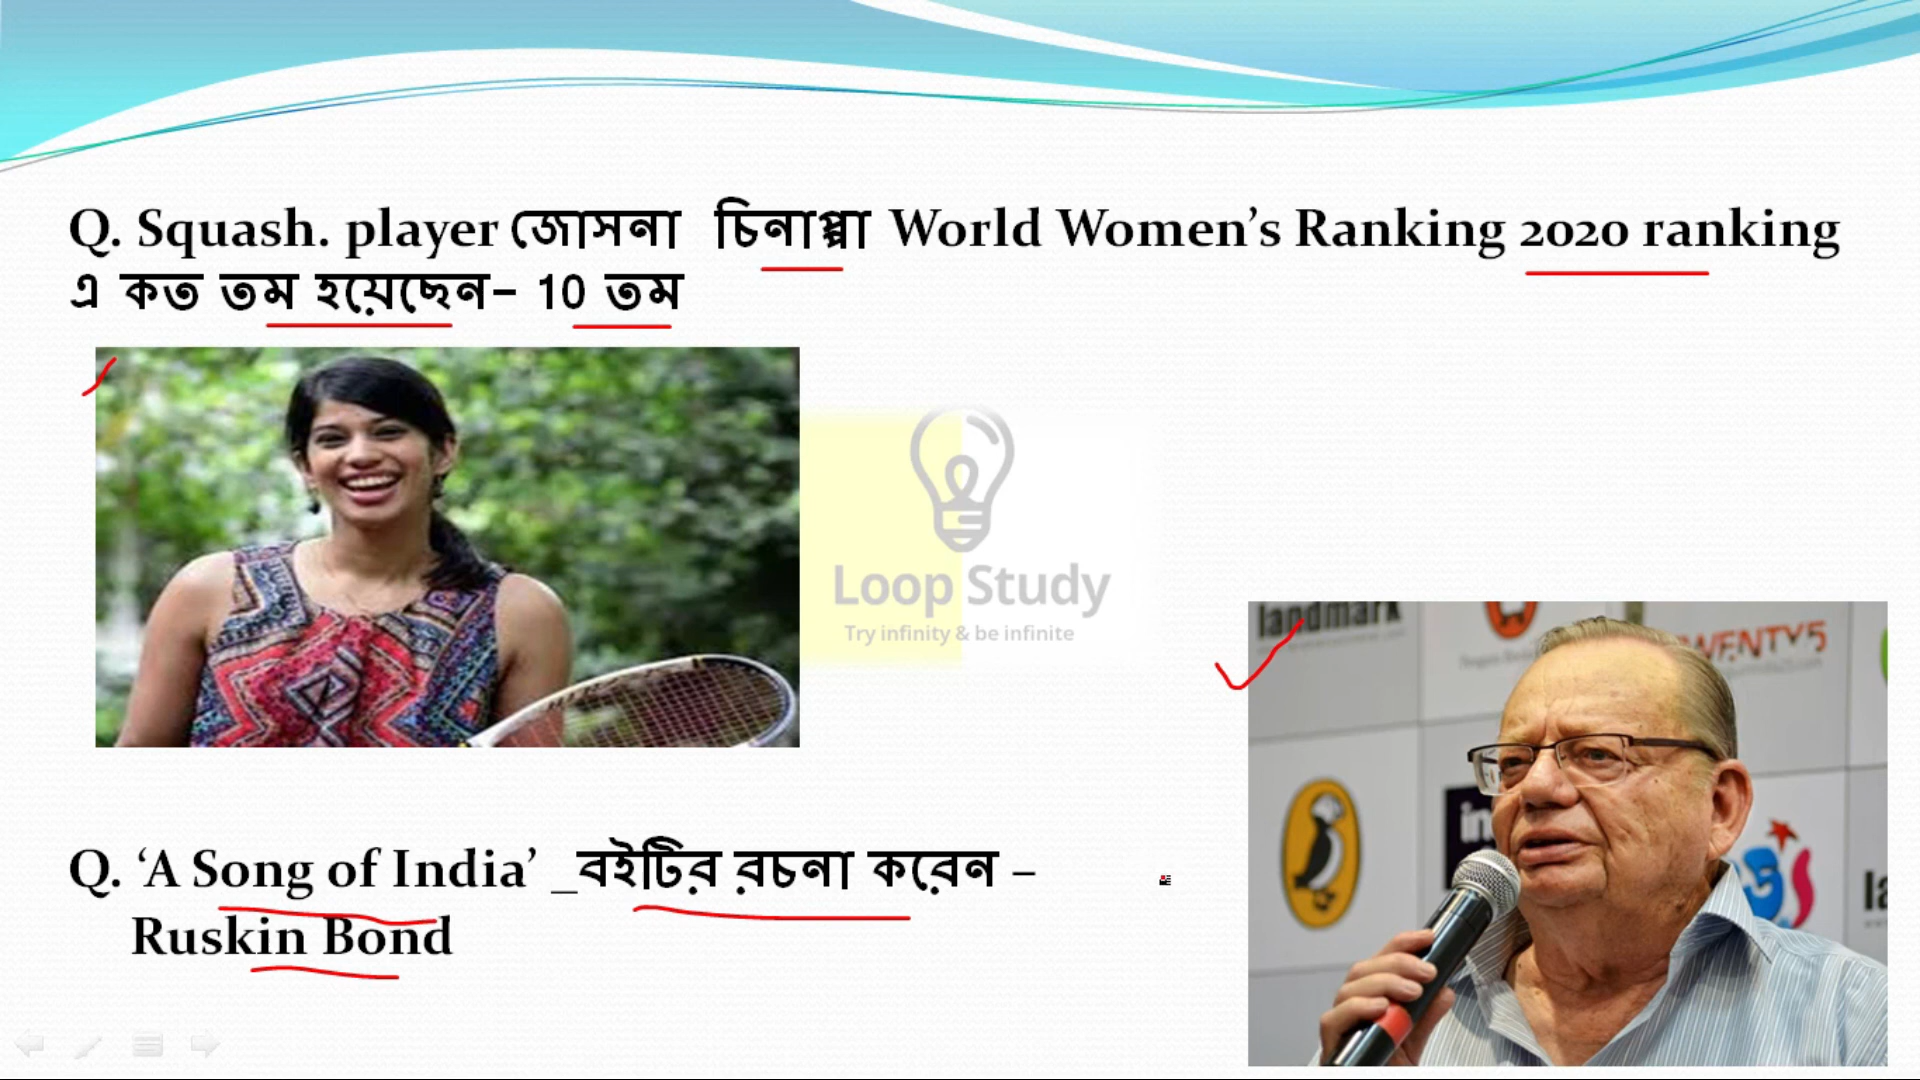 Q. Squash. player জোসনা চিনাপ্পা World Women’s Ranking 2020 ranking
এ কত তম হয়েছেন– 10 তম
Loop Study
Try infinity & be infinite
landmark
TWENTY5
Q. ‘A Song of India’ _বইটির রচনা করেন –
Ruskin Bond